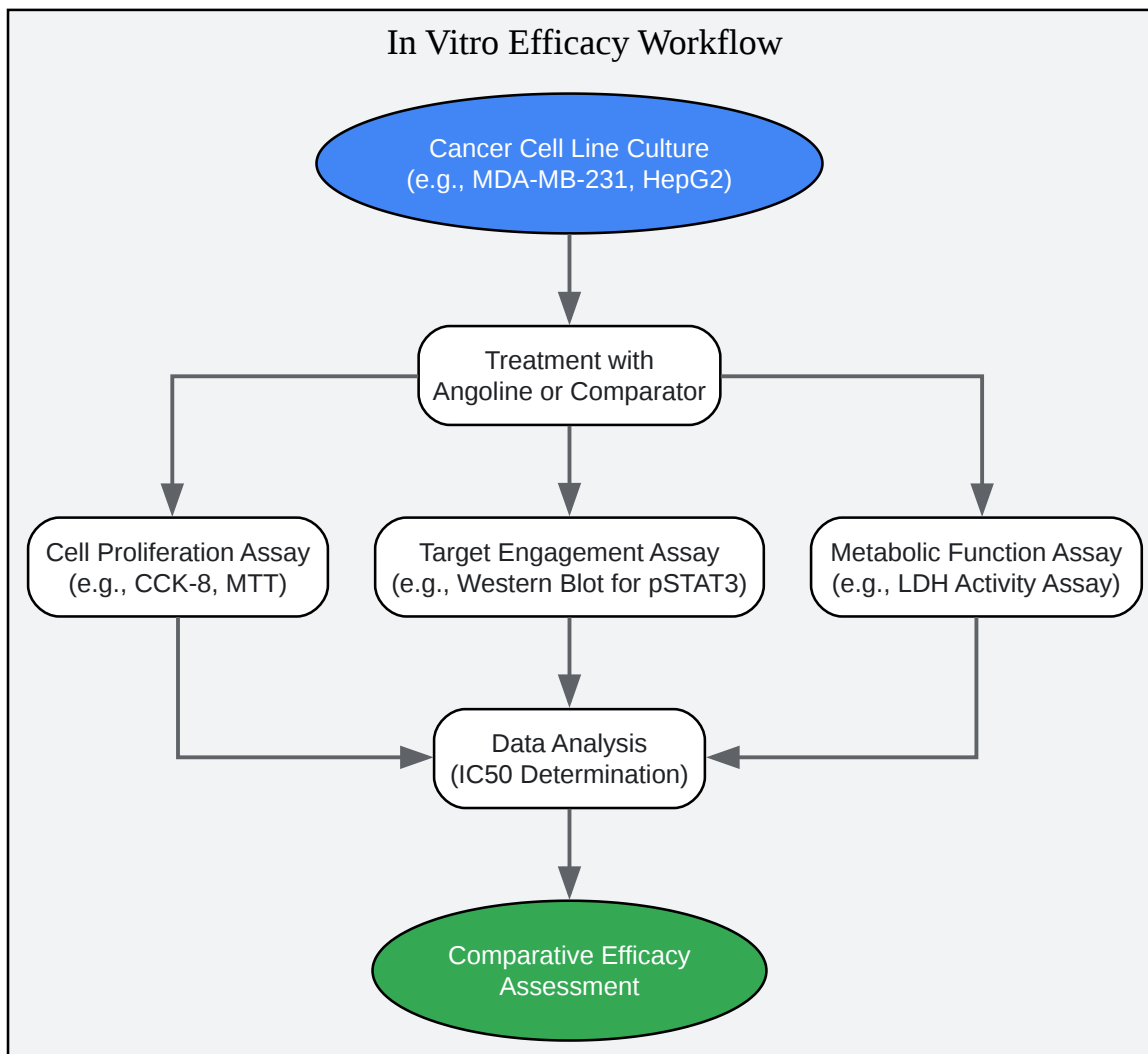 In Vitro Efficacy Workflow
Cancer Cell Line Culture
(e.g., MDA-MB-231, HepG2)
Treatment with
Angoline or Comparator
Cell Proliferation Assay
(e.g., CCK-8, MTT)
Target Engagement Assay
(e.g., Western Blot for pSTAT3)
Metabolic Function Assay
(e.g., LDH Activity Assay)
Data Analysis
(IC50 Determination)
Comparative Efficacy
Assessment